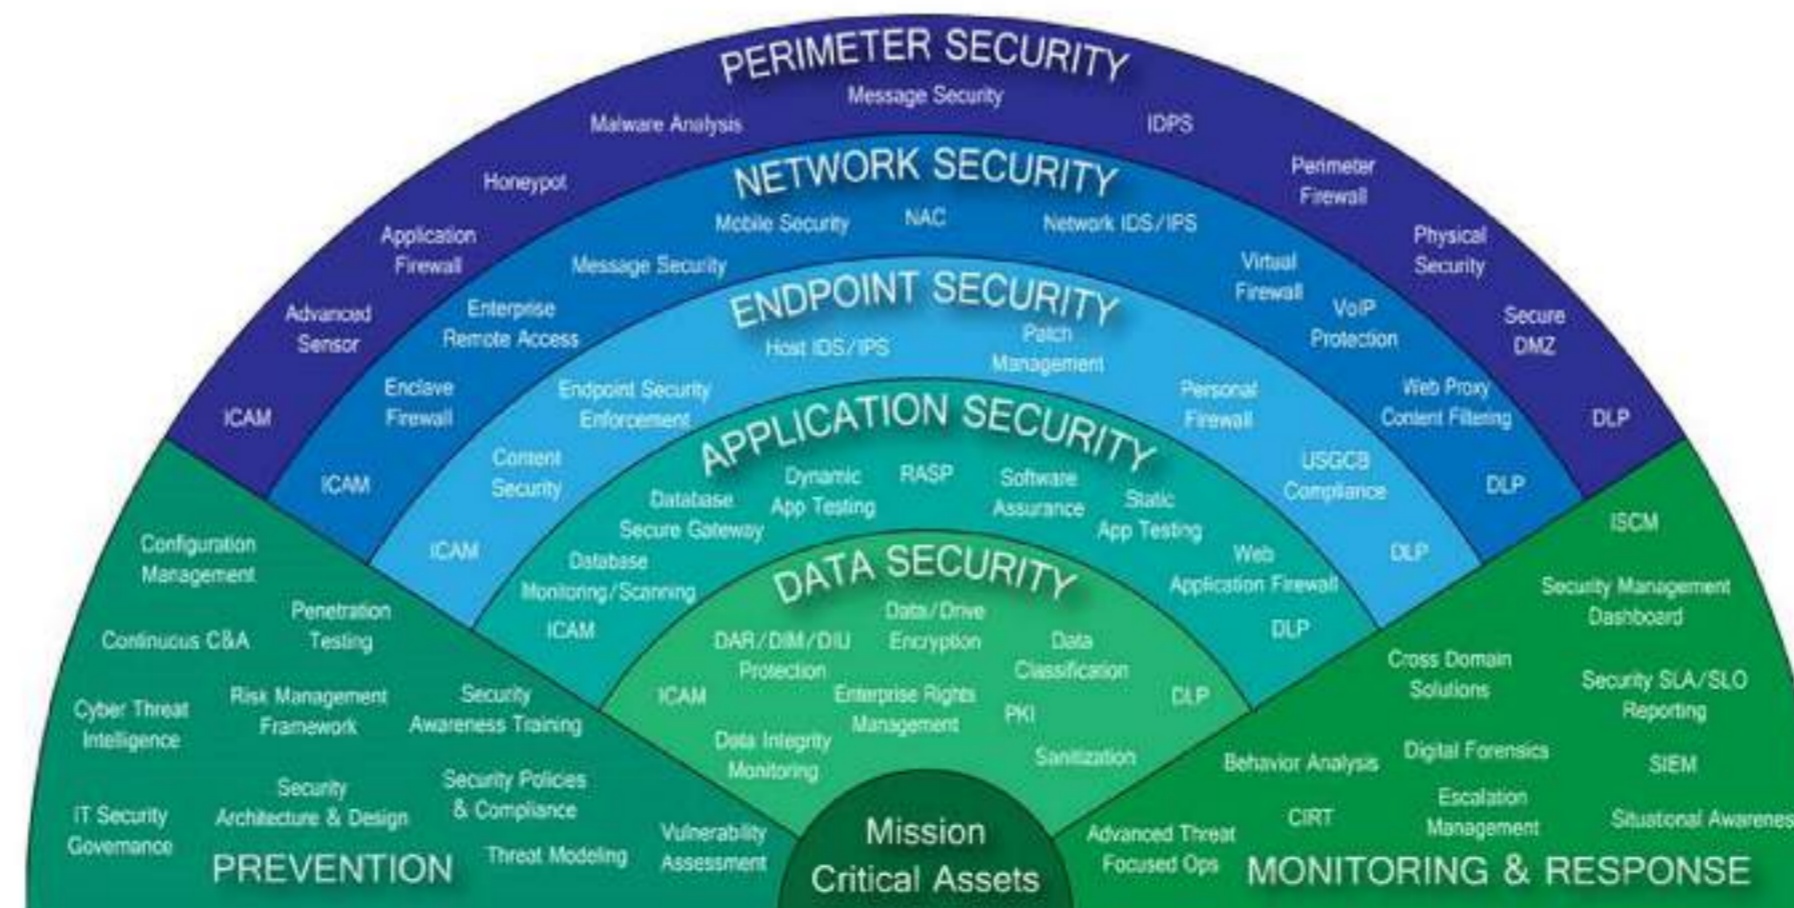 PERIMETER SECURITY
Message Security
Malware Analysis
IDPS
Honeypot
Perimeter
Firewall
Application
Firewall
Physical
Security
Advanced
Sensor
Secure
DMZ
ICAM
DLP
NETWORK SECURITY
Mobile Security
NAC
Network IDS/IPS
Message Security
Virtual
Firewall
Enterprise
Remote Access
VoIP
Protection
Enclave
Firewall
Web Proxy
Content Filtering
ICAM
DLP
ENDPOINT SECURITY
Host IDS/IPS
Patch
Management
Endpoint Security
Enforcement
Personal
Firewall
Content
Security
USGCB
Compliance
ICAM
DLP
APPLICATION SECURITY
Dynamic
App Testing
RASP
Software
Assurance
Database
Secure Gateway
Static
App Testing
Database
Monitoring/Scanning
Web
Application Firewall
ICAM
DLP
DATA SECURITY
Data/Drive
Encryption
DAR/DIM/DIU
Protection
Data
Classification
ICAM
Enterprise Rights
Management
PKI
DLP
Data Integrity
Monitoring
Sanitization
Mission
Critical Assets
Configuration
Management
Penetration
Testing
Continuous C&A
Cyber Threat
Intelligence
Risk Management
Framework
Security
Awareness Training
IT Security
Governance
Security
Architecture & Design
Security Policies
& Compliance
Threat Modeling
Vulnerability
Assessment
PREVENTION
ISCM
Security Management
Dashboard
Cross Domain
Solutions
Security SLA/SLO
Reporting
Behavior Analysis
Digital Forensics
SIEM
CIRT
Escalation
Management
Situational Awarenes
Advanced Threat
Focused Ops
MONITORING & RESPONSE